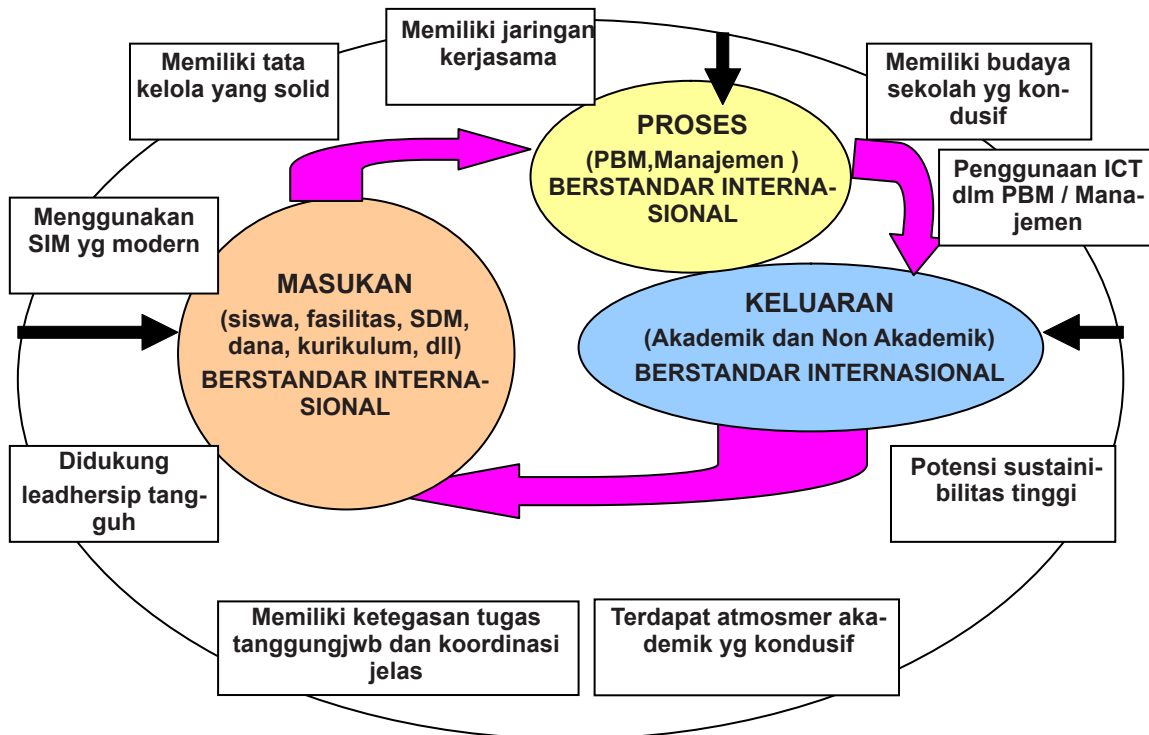 Memiliki jaringan
kerjasama
Memiliki tata
kelola yang solid
Memiliki budaya
sekolah yg kon-
dusif
PROSES
(PBM,Manajemen )
BERSTANDAR INTERNA-
SIONAL
Penggunaan ICT
dlm PBM / Mana-
jemen
Menggunakan
SIM yg modern
MASUKAN
(siswa, fasilitas, SDM,
dana, kurikulum, dll)
BERSTANDAR INTERNA-
SIONAL
KELUARAN
(Akademik dan Non Akademik)
BERSTANDAR INTERNASIONAL
Didukung
leadhersip tang-
guh
Potensi sustaini-
bilitas tinggi
Memiliki ketegasan tugas
tanggungjwb dan koordinasi
jelas
Terdapat atmosmer aka-
demik yg kondusif